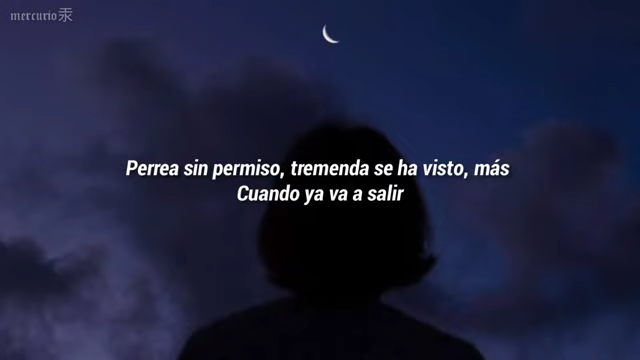 mercurio汞
Perrea sin permiso, tremenda se ha visto, más
Cuando ya va a salir